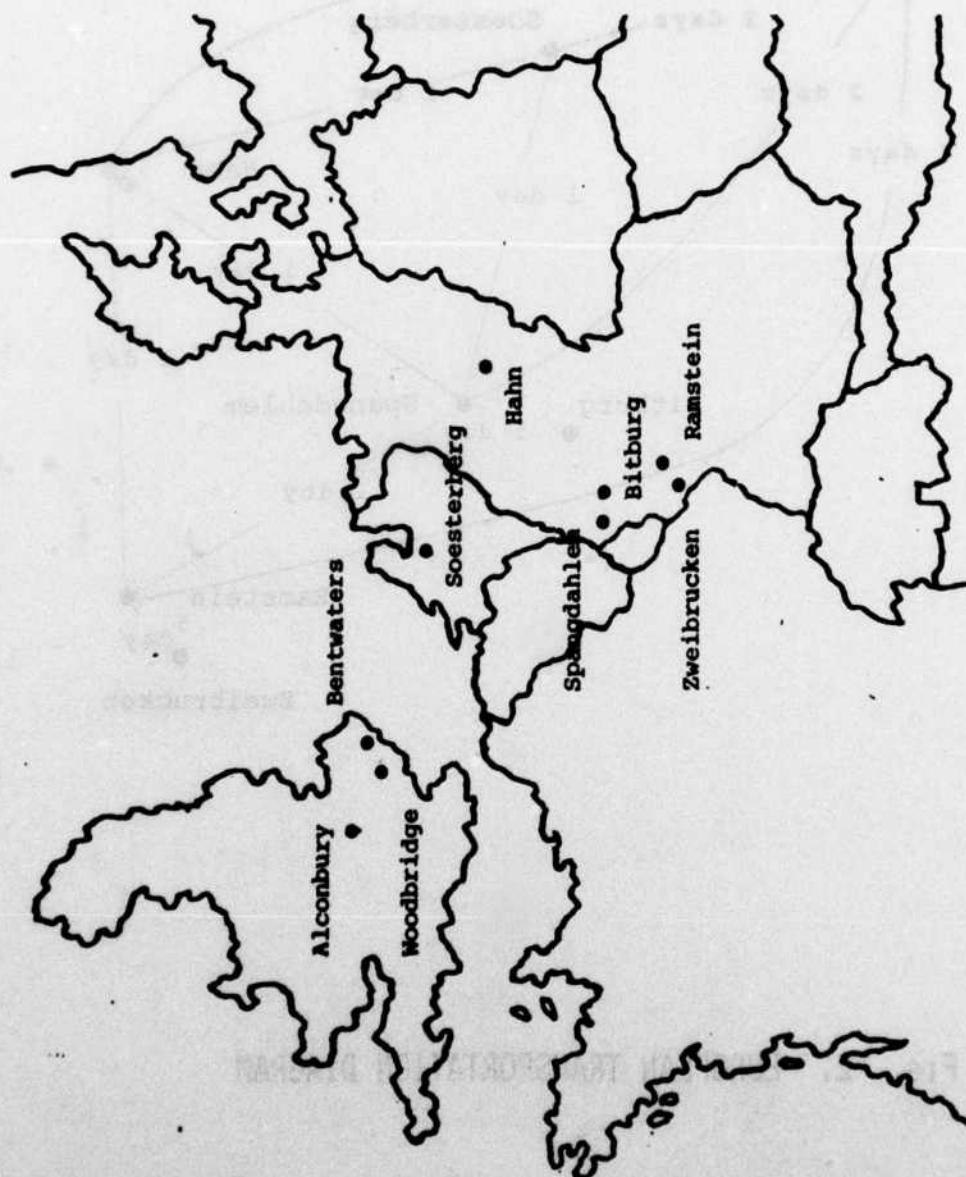 Bentwaters
Alconbury
Woodbridge
Soesterberg
Hahn
Spangdahlem
Bitburg
Zweibrucken
Ramstein